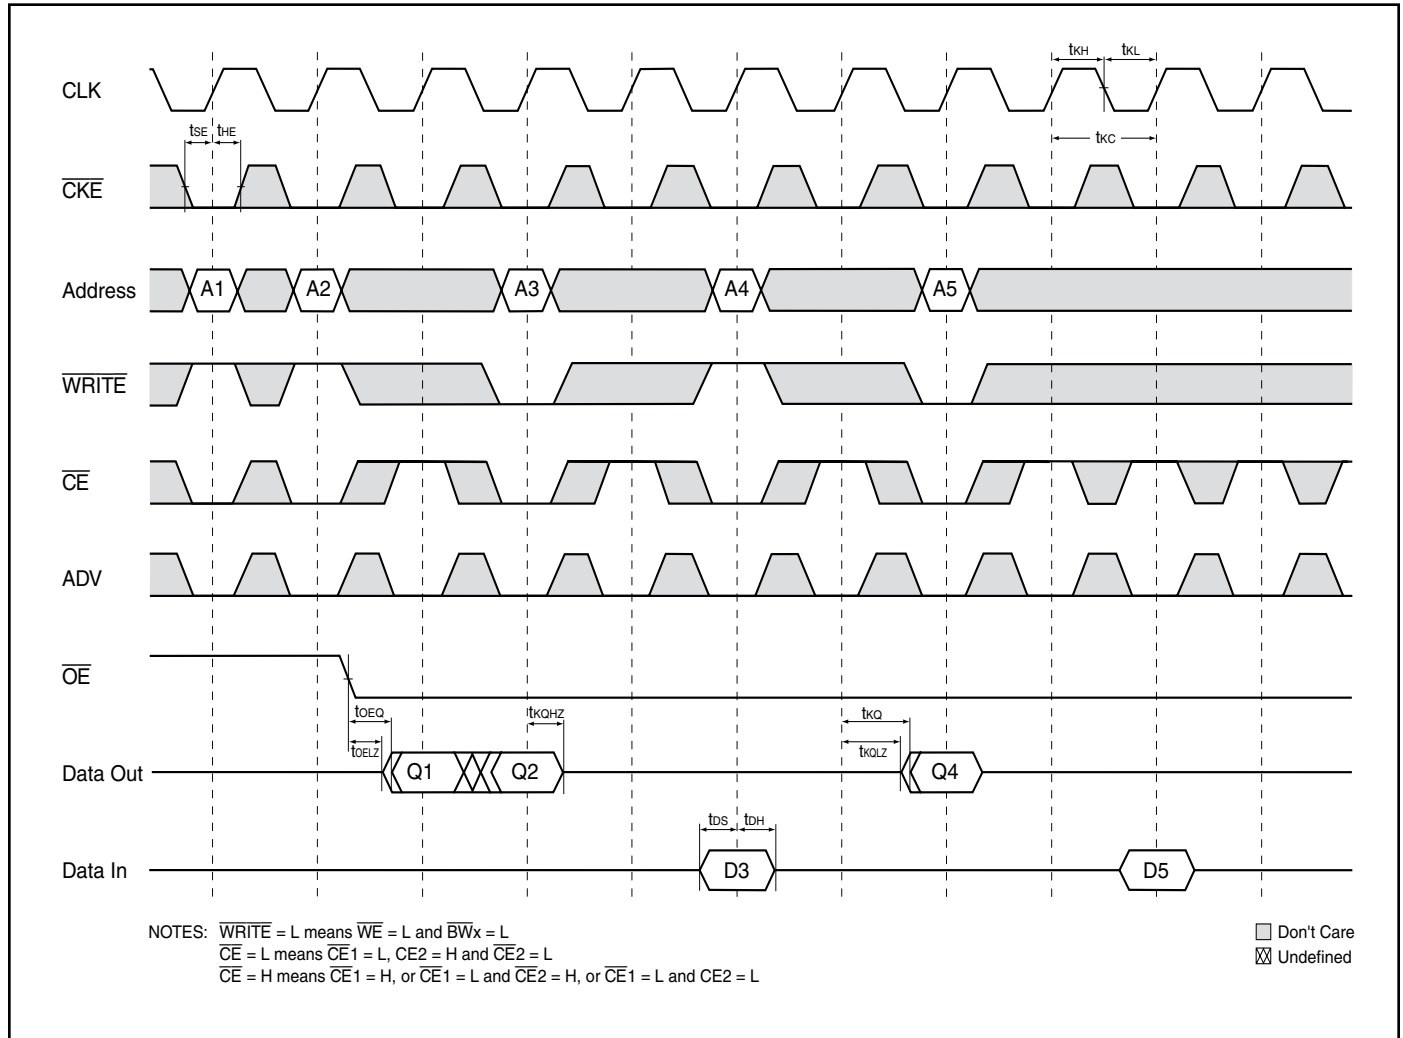 tKH tKL
CLK
tSE tHE
tKC
CKE
Address A1 A2 A3 A4 A5
WRITE
CE
ADV
OE
tOEQ tKQHZ tKQ
tOELZ tKQLZ
Data Out Q1 Q2 Q4
tDS tDH
Data In D3 D5
NOTES: WRITE = L means WE = L and BWx = L
CE = L means CE1 = L, CE2 = H and CE2 = L
CE = H means CE1 = H, or CE1 = L and CE2 = H, or CE1 = L and CE2 = L
Don't Care
Undefined